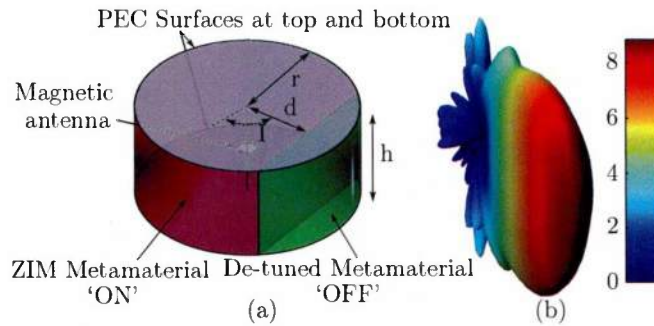 PEC Surfaces at top and bottom
Magnetic
antenna
r
d
I
h
ZIM Metamaterial
'ON'
De-tuned Metamaterial
'OFF'
(a)
8
6
4
2
0
(b)